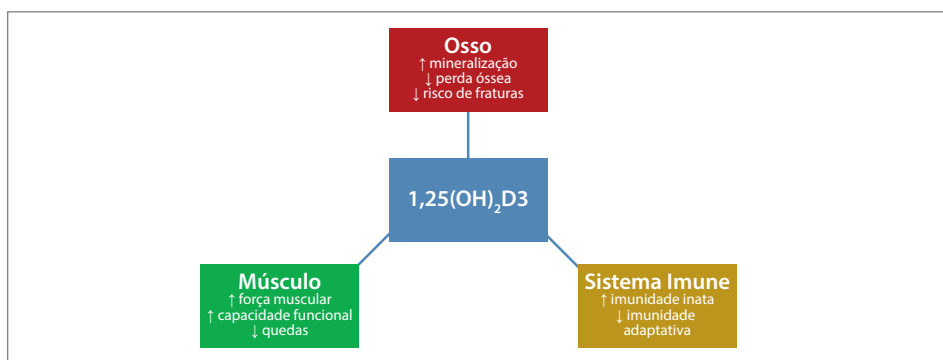 Osso
↑ mineralização
↓ perda óssea
↓ risco de fraturas
1,25(OH)₂D3
Músculo
↑ força muscular
↑ capacidade funcional
↓ quedas
Sistema Imune
↑ imunidade inata
↓ imunidade
adaptativa